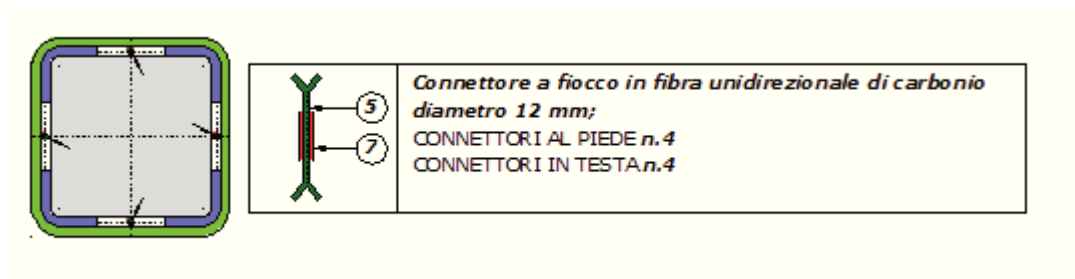 Connettore a fiocco in fibra unidirezionale di carbonio
diametro 12 mm;
CONNETTORI AL PIEDE n.4
CONNETTORI IN TESTA n.4
5
7